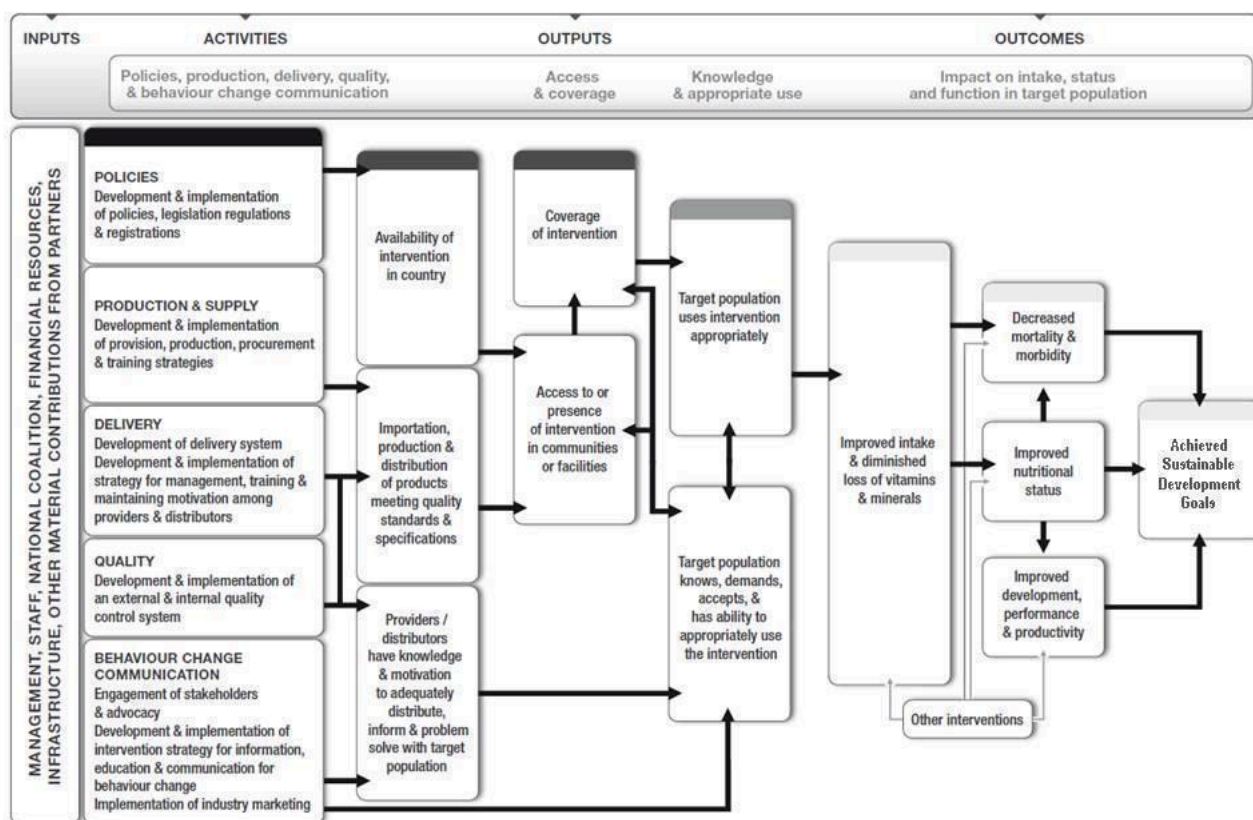 INPUTS
ACTIVITIES
OUTPUTS
OUTCOMES
Policies, production, delivery, quality,
& behaviour change communication
Access
& coverage
Knowledge
& appropriate use
Impact on intake, status
and function in target population
MANAGEMENT, STAFF, NATIONAL COALITION, FINANCIAL RESOURCES,
INFRASTRUCTURE, OTHER MATERIAL CONTRIBUTIONS FROM PARTNERS
POLICIES
Development & implementation
of policies, legislation regulations
& registrations
PRODUCTION & SUPPLY
Development & implementation
of provision, production, procurement
& training strategies
DELIVERY
Development of delivery system
Development & implementation of
strategy for management, training &
maintaining motivation among
providers & distributors
QUALITY
Development & implementation of
an external & internal quality
control system
BEHAVIOUR CHANGE
COMMUNICATION
Engagement of stakeholders
& advocacy
Development & implementation of
intervention strategy for information,
education & communication for
behaviour change
Implementation of industry marketing
Availability of
intervention
in country
Importation,
production &
distribution
of products
meeting quality
standards &
specifications
Providers /
distributors
have knowledge
& motivation
to adequately
distribute,
inform & problem
solve with target
population
Coverage
of intervention
Access to or
presence
of intervention
in communities
or facilities
Target population
uses intervention
appropriately
Target population
knows, demands,
accepts, &
has ability to
appropriately use
the intervention
Improved intake
& diminished
loss of vitamins
& minerals
Decreased
mortality &
morbidity
Improved
nutritional
status
Improved
development,
performance
& productivity
Other interventions
Achieved
Sustainable
Development
Goals